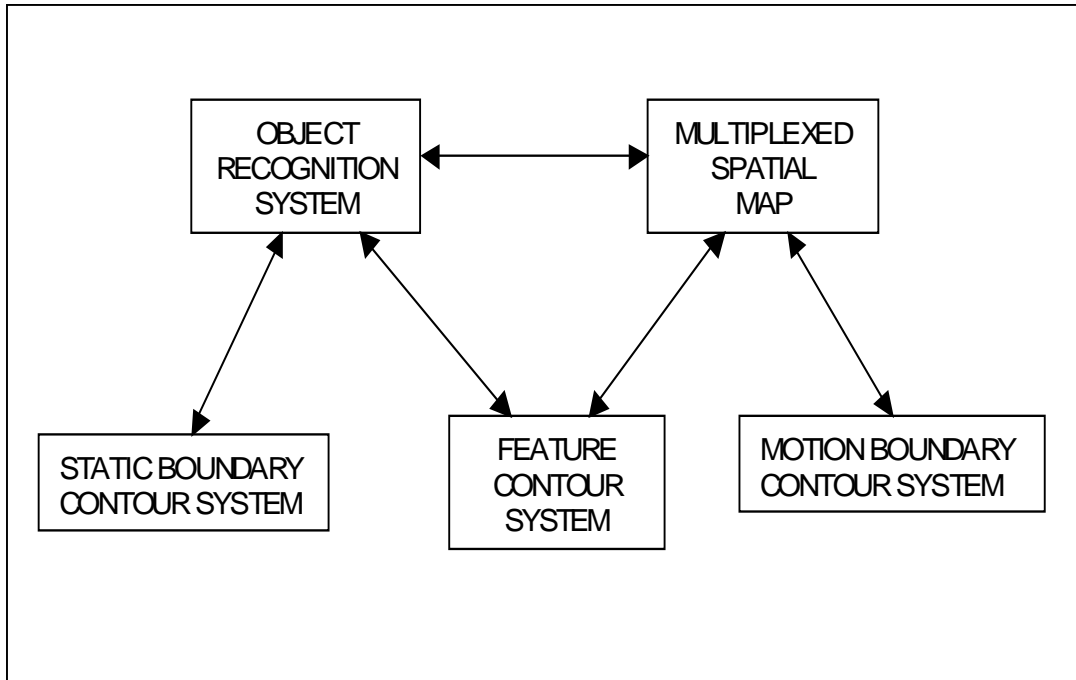 OBJECT
RECOGNITION
SYSTEM
MULTIPLEXED
SPATIAL
MAP
STATIC BOUNDARY
CONTOUR SYSTEM
FEATURE
CONTOUR
SYSTEM
MOTION BOUNDARY
CONTOUR SYSTEM